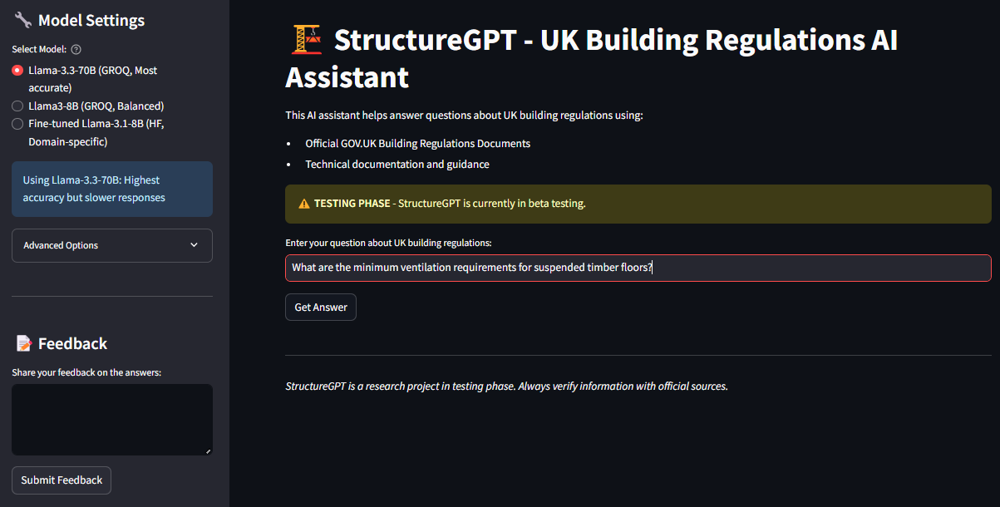 Model Settings
Select Model:
Llama-3.3-70B (GROQ, Most
accurate)
Llama3-8B (GROQ, Balanced)
Fine-tuned Llama-3.1-8B (HF,
Domain-specific)
Using Llama-3.3-70B: Highest
accuracy but slower responses
Advanced Options
Feedback
Share your feedback on the answers:
Submit Feedback
StructureGPT - UK Building Regulations AI
Assistant
This AI assistant helps answer questions about UK building regulations using:
• Official GOV.UK Building Regulations Documents
• Technical documentation and guidance
TESTING PHASE - StructureGPT is currently in beta testing.
Enter your question about UK building regulations:
What are the minimum ventilation requirements for suspended timber floors?
Get Answer
StructureGPT is a research project in testing phase. Always verify information with official sources.